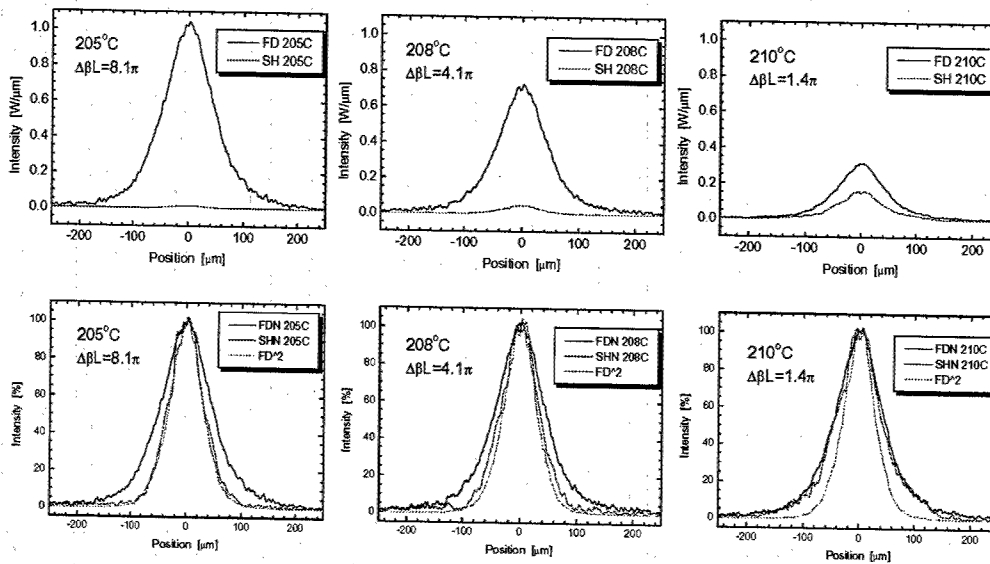 205°C
ΔβL=8.1π
FD 205C
SH 205C
Intensity [W/μm]
1.0
0.8
0.6
0.4
0.2
0.0
-200 -100 0 100 200
Position [μm]
208°C
ΔβL=4.1π
FD 208C
SH 208C
Intensity [W/μm]
1.0
0.8
0.6
0.4
0.2
0.0
-200 -100 0 100 200
Position [μm]
210°C
ΔβL=1.4π
FD 210C
SH 210C
Intensity [W/μm]
1.0
0.8
0.6
0.4
0.2
0.0
-200 -100 0 100 200
Position [μm]
205°C
ΔβL=8.1π
FDN 205C
SHN 205C
FD^2
Intensity [%]
100
80
60
40
20
0
-200 -100 0 100 200
Position [μm]
208°C
ΔβL=4.1π
FDN 208C
SHN 208C
FD^2
Intensity [%]
100
80
60
40
20
0
-200 -100 0 100 200
Position [μm]
210°C
ΔβL=1.4π
FDN 210C
SHN 210C
FD^2
Intensity [%]
100
80
60
40
20
0
-200 -100 0 100 200
Position [μm]